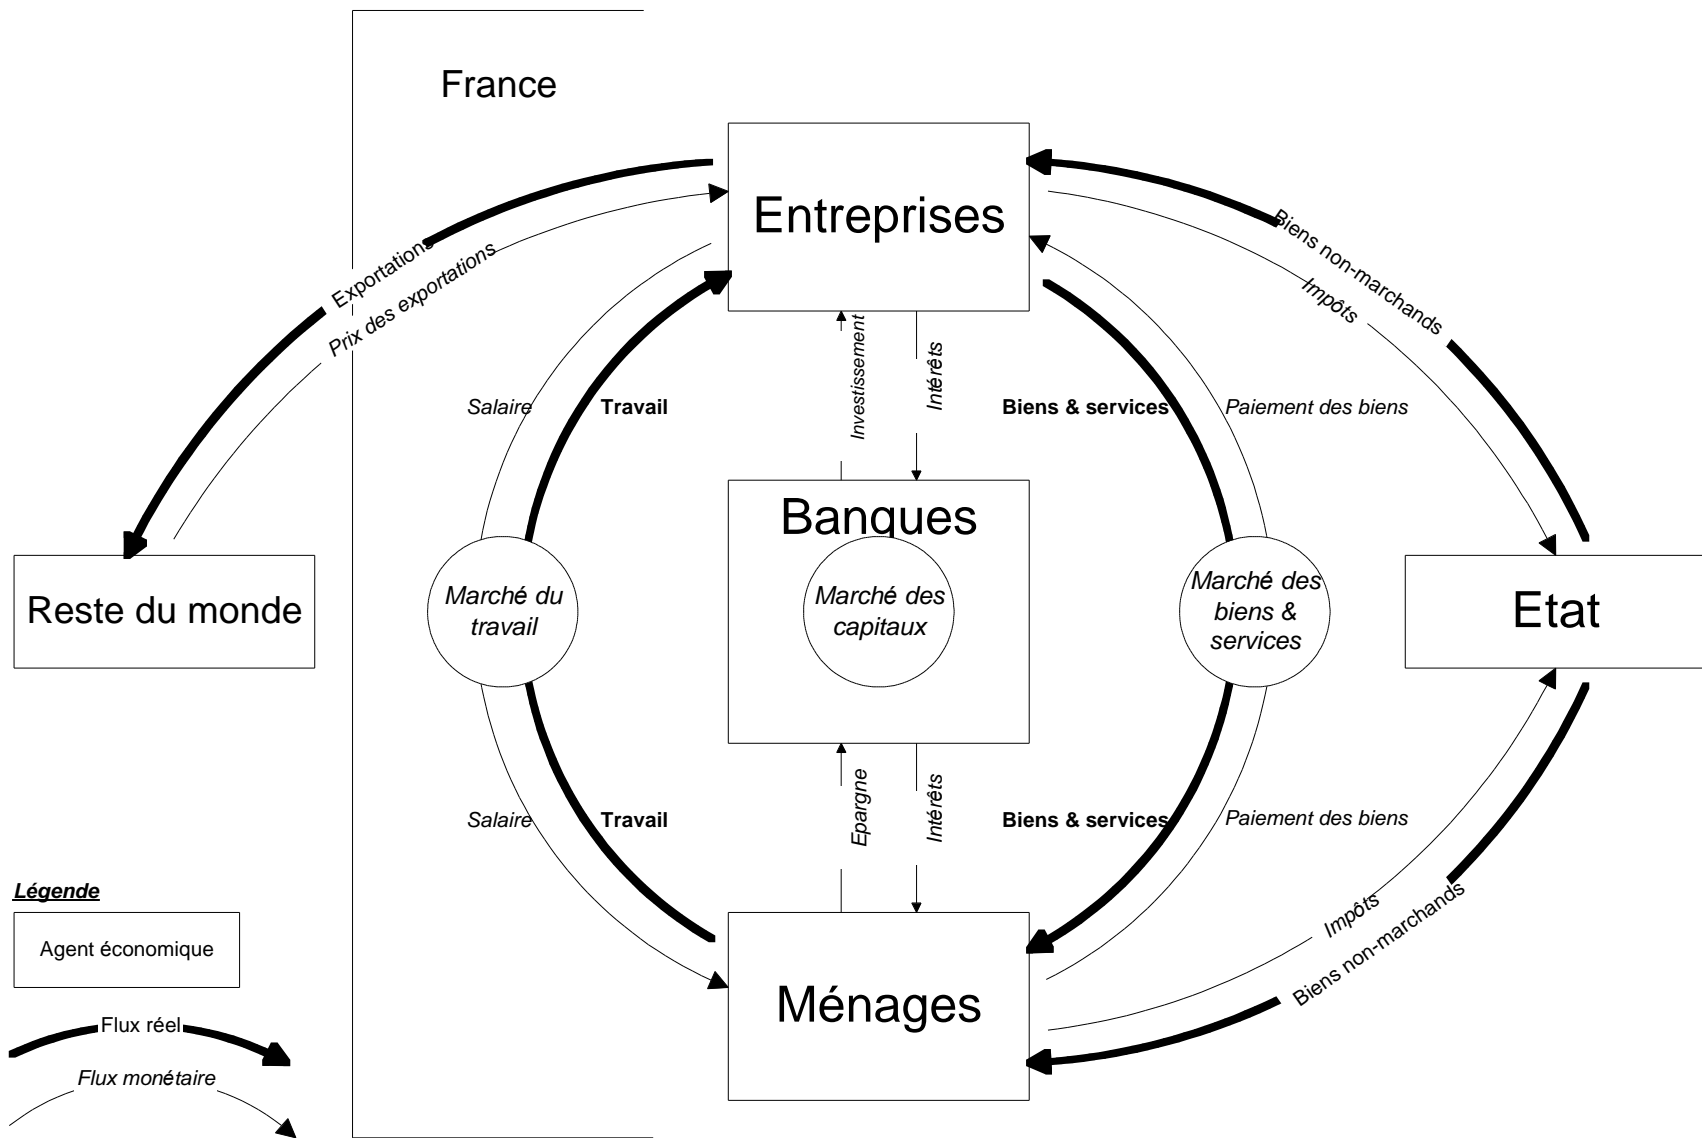 France
Entreprises
Exportations
Prix des exportations
Biens non-marchands
Impôts
Investissement
Intérêts
Salaire
Travail
Biens & services
Paiement des biens
Banques
Reste du monde
Marché du
travail
Marché des
capitaux
Marché des
biens &
services
Etat
Epargne
Intérêts
Salaire
Travail
Biens & services
Paiement des biens
Impôts
Biens non-marchands
Ménages
Légende
Agent économique
Flux réel
Flux monétaire